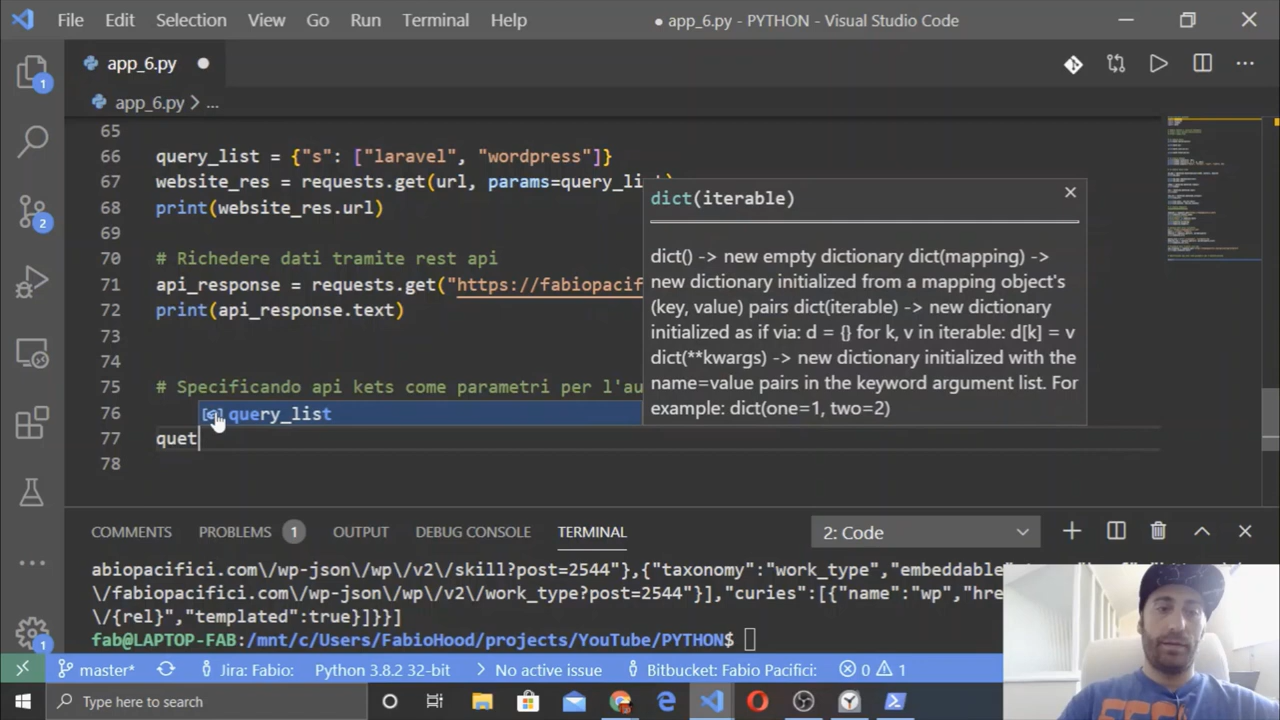 File Edit Selection View Go Run Terminal Help
● app_6.py - PYTHON - Visual Studio Code
app_6.py ●
app_6.py > ...
65
66 query_list = {"s": ["laravel", "wordpress"]}
67 website_res = requests.get(url, params=query_list)
68 print(website_res.url)
69
70 # Richedere dati tramite rest api
71 api_response = requests.get("https://fabiopacif
72 print(api_response.text)
73
74
75 # Specificando api kets come parametri per l'au
76
query_list
77 quet
78
dict(iterable)
dict() -> new empty dictionary dict(mapping) ->
new dictionary initialized from a mapping object's
(key, value) pairs dict(iterable) -> new dictionary
initialized as if via: d = {} for k, v in iterable: d[k] = v
dict(**kwargs) -> new dictionary initialized with the
name=value pairs in the keyword argument list. For
example: dict(one=1, two=2)
COMMENTS PROBLEMS 1 OUTPUT DEBUG CONSOLE TERMINAL 2: Code
abiopacifici.com\/wp-json\/wp\/v2\/skill?post=2544"},{"taxonomy":"work_type","embeddable"
\/fabiopacifici.com\/wp-json\/wp\/v2\/work_type?post=2544"}],"curies":[{"name":"wp","hre
\/{rel}","templated":true}]}}]
fab@LAPTOP-FAB:/mnt/c/Users/FabioHood/projects/YouTube/PYTHON$
master* Jira: Fabio: Python 3.8.2 32-bit No active issue Bitbucket: Fabio Pacifici: 0 1
Type here to search
1
2
1